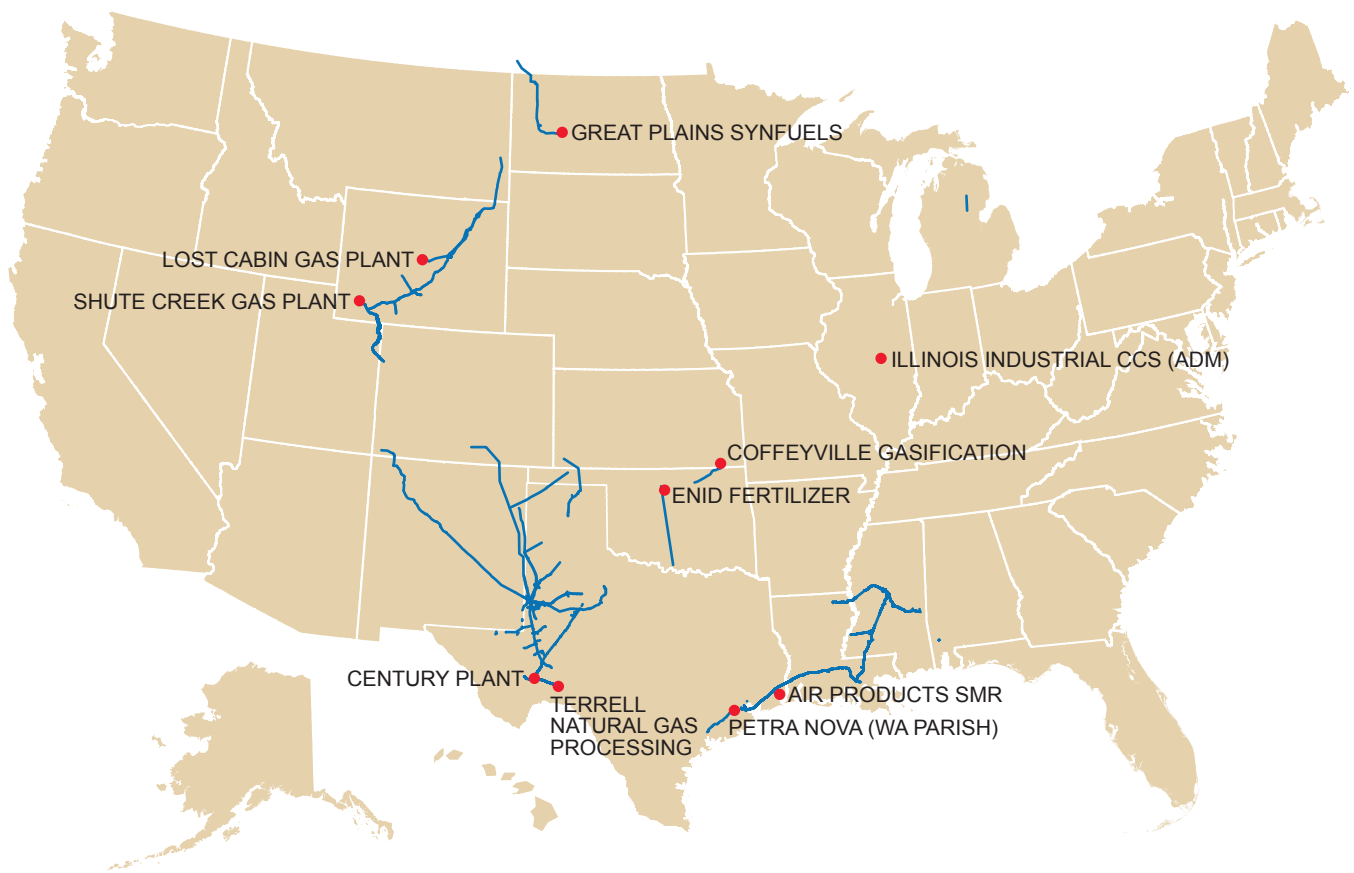 GREAT PLAINS SYNFUELS
LOST CABIN GAS PLANT
SHUTE CREEK GAS PLANT
ILLINOIS INDUSTRIAL CCS (ADM)
COFFEYVILLE GASIFICATION
ENID FERTILIZER
CENTURY PLANT
TERRELL
NATURAL GAS
PROCESSING
AIR PRODUCTS SMR
PETRA NOVA (WA PARISH)